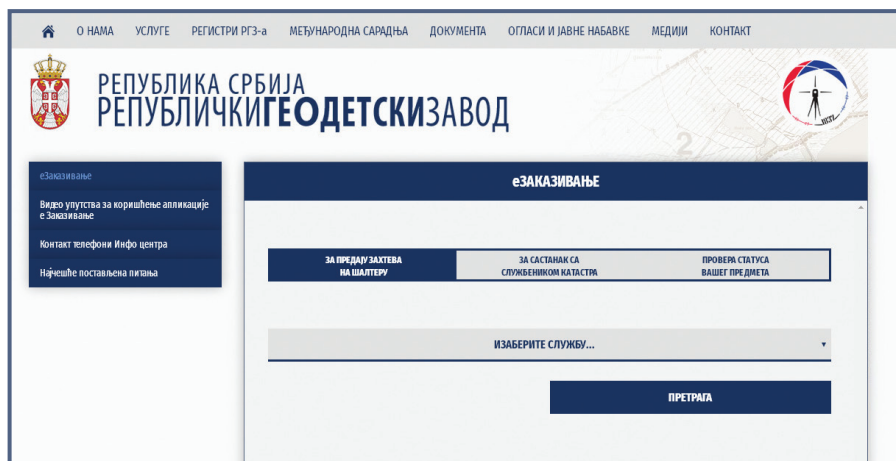 О НАМА УСЛУГЕ РЕГИСТРИ РГЗ-а МЕЂУНАРОДНА САРАДЊА ДОКУМЕНТА ОГЛАСИ И ЈАВНЕ НАБАВКЕ МЕДИЈИ КОНТАКТ
РЕПУБЛИКА СРБИЈА
РЕПУБЛИЧКИГЕОДЕТСКИЗАВОД
2
еЗаказивање
Видео упутства за коришћење апликације
е Заказивање
Контакт телефони Инфо центра
Најчешће постављена питања
еЗАКАЗИВАЊЕ
ЗА ПРЕДАЈУ ЗАХТЕВА
НА ШАЛТЕРУ
ЗА САСТАНАК СА
СЛУЖБЕНИКОМ КАТАСТРА
ПРОВЕРА СТАТУСА
ВАШЕГ ПРЕДМЕТА
ИЗАБЕРИТЕ СЛУЖБУ...
ПРЕТРАГА